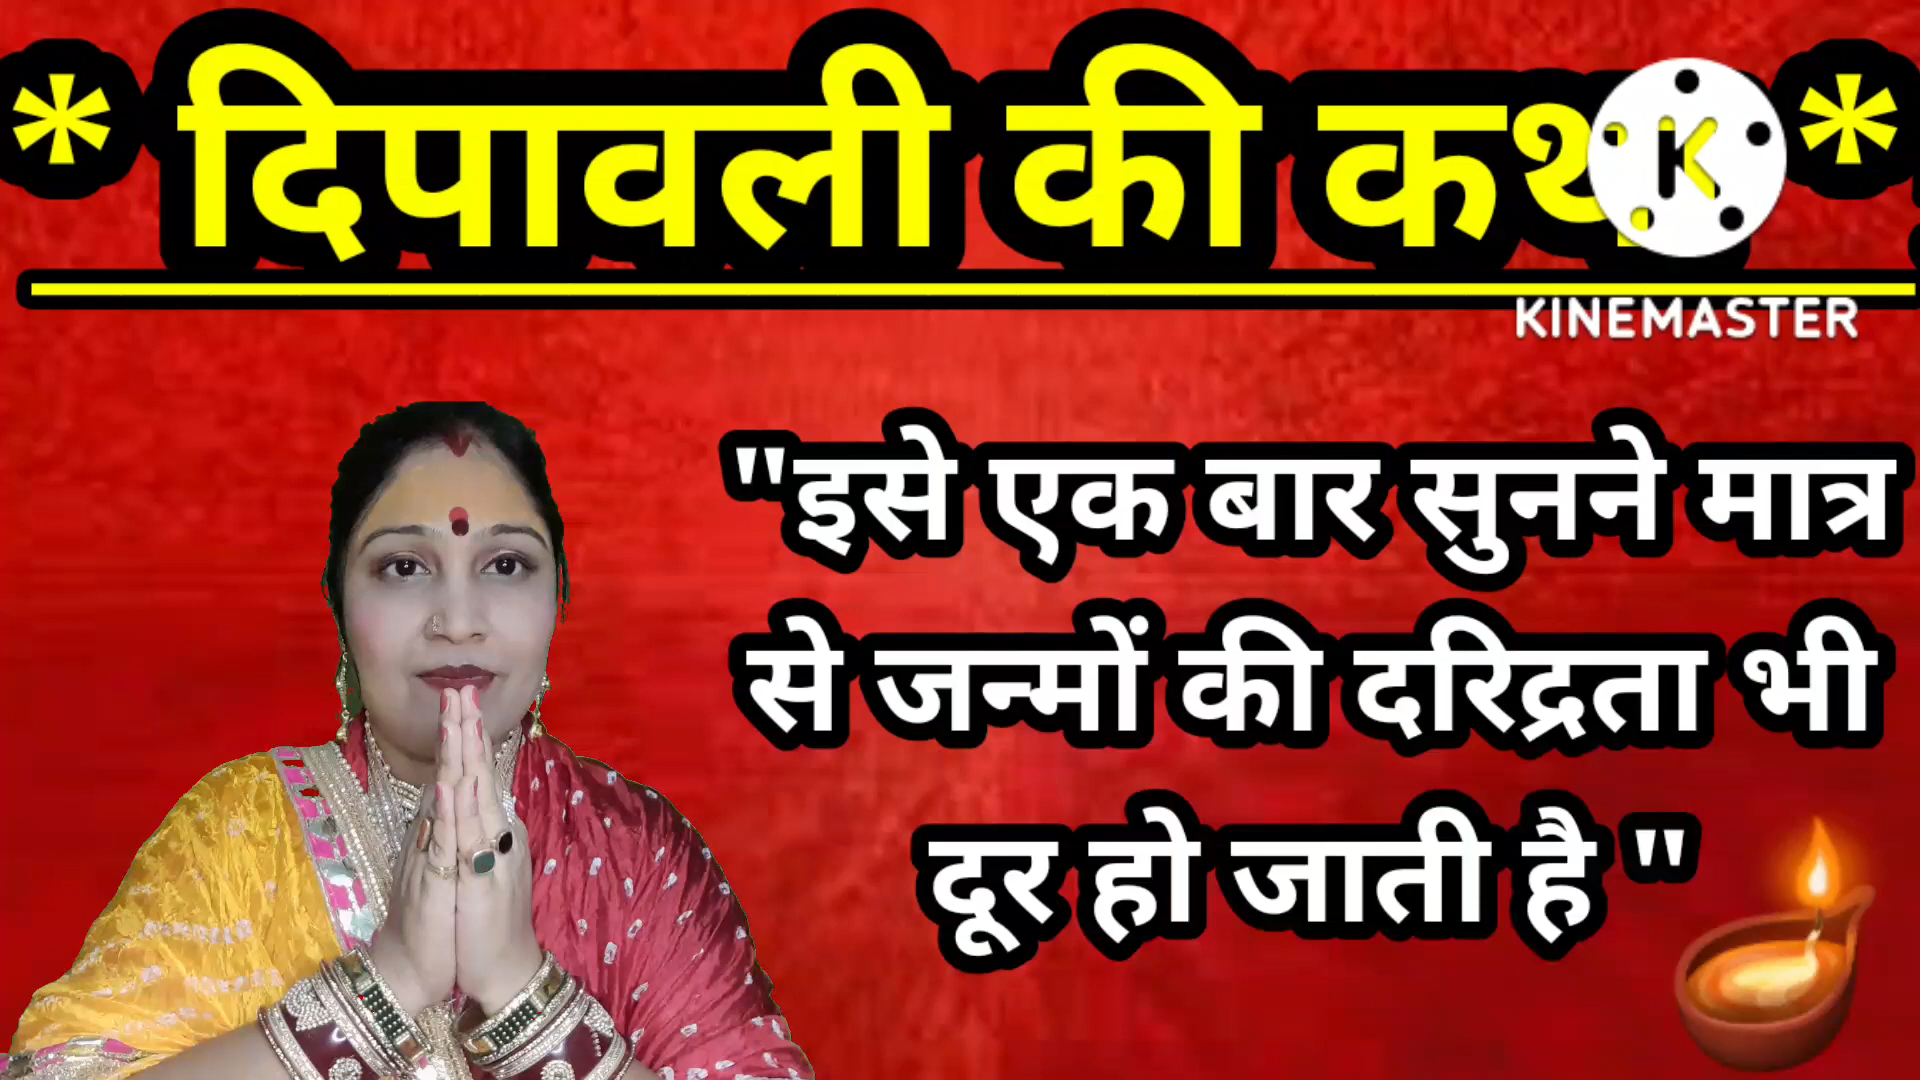 * दिपावली की कथा *
K
KINEMASTER
"इसे एक बार सुनने मात्र
से जन्मों की दरिद्रता भी
दूर हो जाती है "